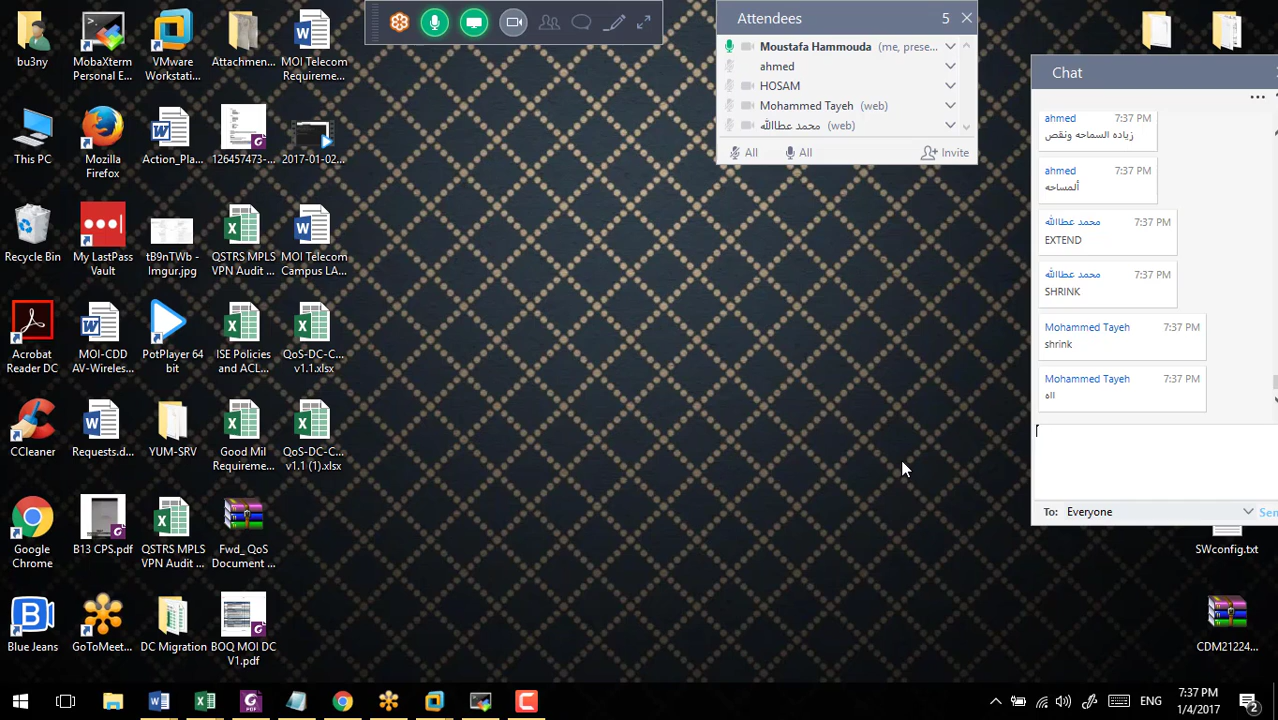 bu3ny
MobaXterm
Personal E...
VMware
Workstati...
Attachmen...
MOI Telecom
Requireme...
This PC
Mozilla
Firefox
Action_Pla...
126457473-...
2017-01-02...
Recycle Bin
My LastPass
Vault
tB9nTWb -
Imgur.jpg
QSTRS MPLS
VPN Audit ...
MOI Telecom
Campus LA...
Acrobat
Reader DC
MOI-CDD
AV-Wireles...
PotPlayer 64
bit
ISE Policies
and ACL...
QoS-DC-C...
v1.1.xlsx
CCleaner
Requests.d...
YUM-SRV
Good Mil
Requireme...
QoS-DC-C...
v1.1 (1).xlsx
Google
Chrome
B13 CPS.pdf
QSTRS MPLS
VPN Audit ...
Fwd_ QoS
Document ...
Blue Jeans
GoToMeet...
DC Migration
BOQ MOI DC
V1.pdf
Attendees 5
Moustafa Hammouda (me, prese...
ahmed
HOSAM
Mohammed Tayeh (web)
محمد عطاالله (web)
All All Invite
Chat
ahmed 7:37 PM
زياده السماحه ونقص
ahmed 7:37 PM
ألمساحه
محمد عطاالله 7:37 PM
EXTEND
محمد عطاالله 7:37 PM
SHRINK
Mohammed Tayeh 7:37 PM
shrink
Mohammed Tayeh 7:37 PM
ااه
To: Everyone Sen
SWconfig.txt
CDM21224...
ENG
7:37 PM
1/4/2017
2